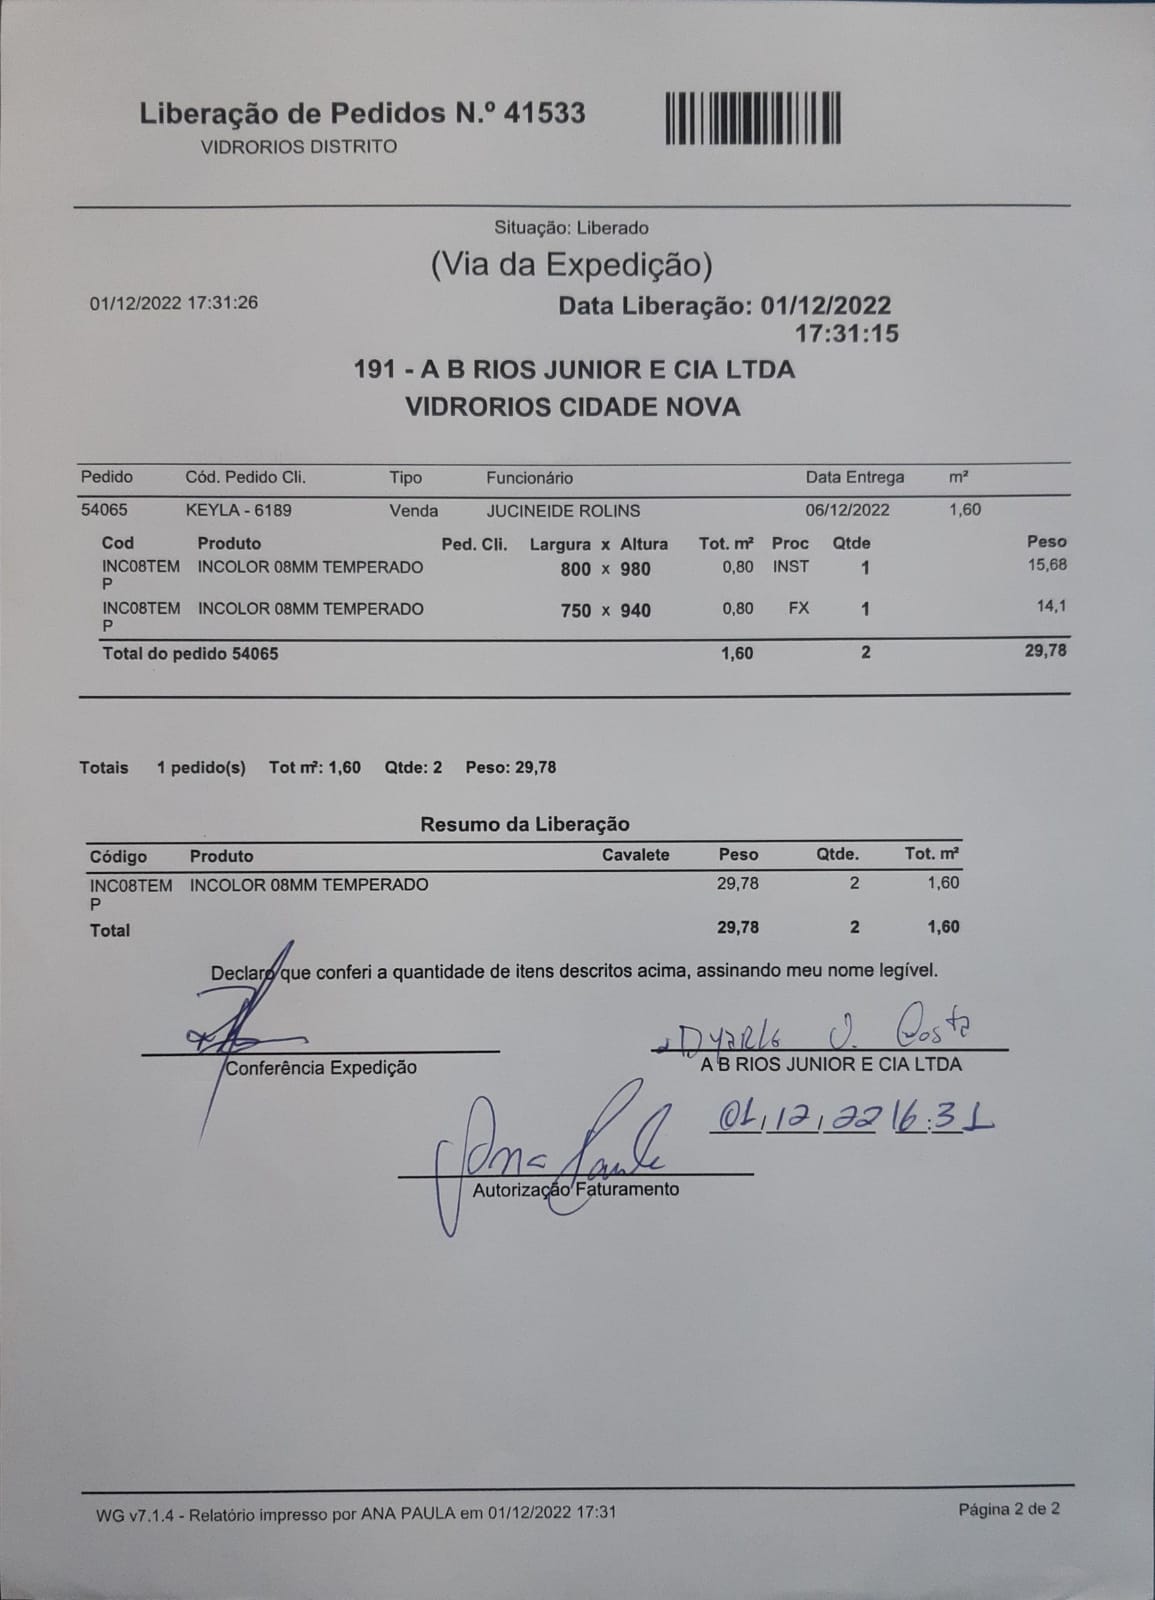 Liberação de Pedidos N.º 41533
VIDRORIOS DISTRITO
Situação: Liberado
(Via da Expedição)
01/12/2022 17:31:26
Data Liberação: 01/12/2022
17:31:15
191 - A B RIOS JUNIOR E CIA LTDA
VIDRORIOS CIDADE NOVA
Pedido Cód. Pedido Cli. Tipo Funcionário Data Entrega m²
54065 KEYLA - 6189 Venda JUCINEIDE ROLINS 06/12/2022 1,60
Cod Produto Ped. Cli. Largura x Altura Tot. m² Proc Qtde Peso
INC08TEM INCOLOR 08MM TEMPERADO 800 x 980 0,80 INST 1 15,68
P
INC08TEM INCOLOR 08MM TEMPERADO 750 x 940 0,80 FX 1 14,1
P
Total do pedido 54065 1,60 2 29,78
Totais 1 pedido(s) Tot m²: 1,60 Qtde: 2 Peso: 29,78
Resumo da Liberação
Código Produto Cavalete Peso Qtde. Tot. m²
INC08TEM INCOLOR 08MM TEMPERADO 29,78 2 1,60
P
Total 29,78 2 1,60
Declaro que conferi a quantidade de itens descritos acima, assinando meu nome legível.
J. Costa
Conferência Expedição
A B RIOS JUNIOR E CIA LTDA
01/12/22 16:31
Ana Paula
Autorização Faturamento
WG v7.1.4 - Relatório impresso por ANA PAULA em 01/12/2022 17:31
Página 2 de 2